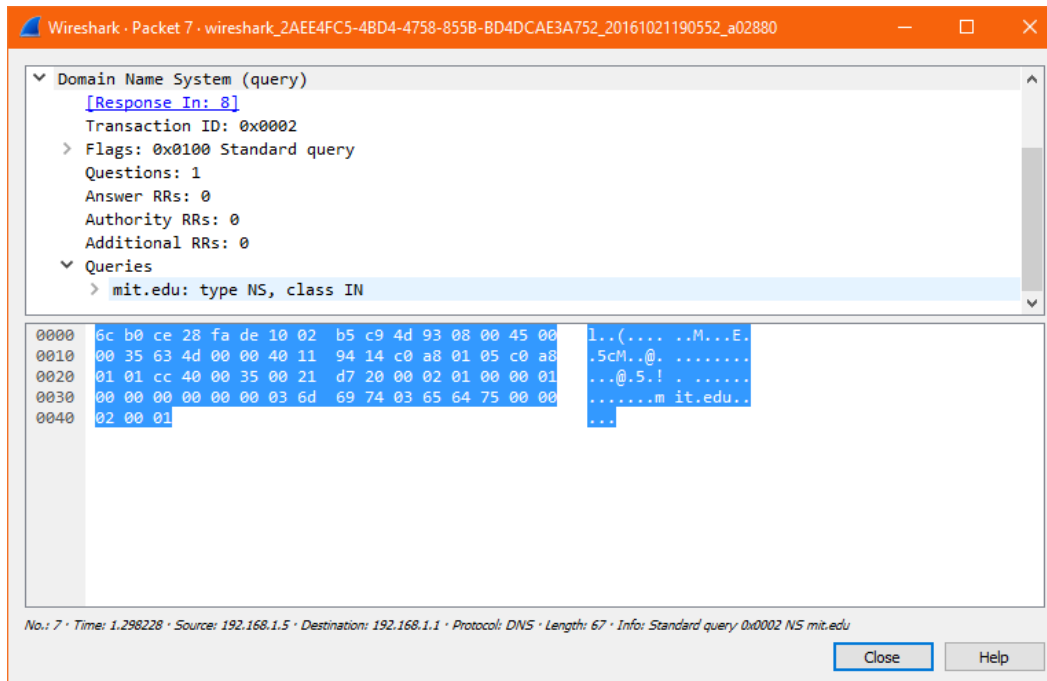 Wireshark · Packet 7 · wireshark_2AEE4FC5-4BD4-4758-855B-BD4DCAE3A752_20161021190552_a02880
Domain Name System (query)
[Response In: 8]
Transaction ID: 0x0002
Flags: 0x0100 Standard query
Questions: 1
Answer RRs: 0
Authority RRs: 0
Additional RRs: 0
Queries
mit.edu: type NS, class IN
0000 6c b0 ce 28 fa de 10 02 b5 c9 4d 93 08 00 45 00 l..(.... ..M...E.
0010 00 35 63 4d 00 00 40 11 94 14 c0 a8 01 05 c0 a8 .5cM..@. ........
0020 01 01 cc 40 00 35 00 21 d7 20 00 02 01 00 00 01 ...@.5.! . ......
0030 00 00 00 00 00 00 03 6d 69 74 03 65 64 75 00 00 .......m it.edu..
0040 02 00 01 ...
No.: 7 · Time: 1.298228 · Source: 192.168.1.5 · Destination: 192.168.1.1 · Protocol: DNS · Length: 67 · Info: Standard query 0x0002 NS mit.edu
Close Help